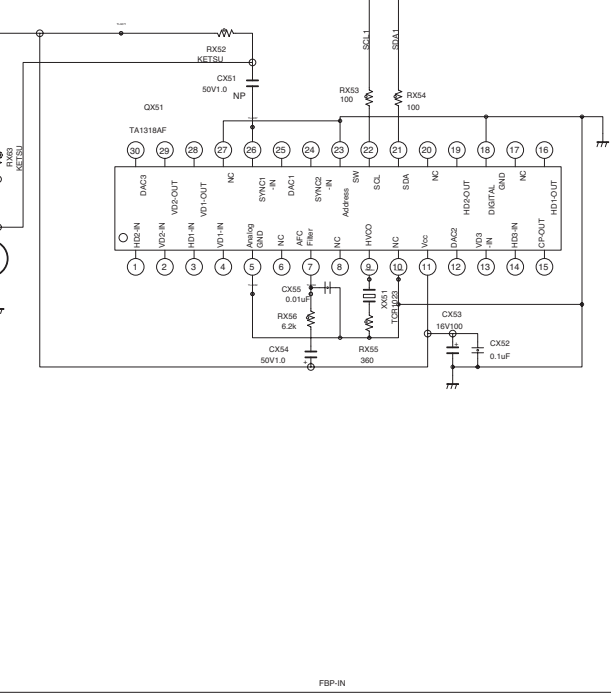 SCL1
SDA1
RX52
KETSU
CX51
50V1.0
NP
RX53
100
RX54
100
QX51
TA1318AF
RX63
KETSU
30
29
28
27
26
25
24
23
22
21
20
19
18
17
16
DAC3
VD2-OUT
VD1-OUT
NC
SYNC1
-IN
DAC1
SYNC2
-IN
Address
SW
SCL
SDA
NC
HD2-OUT
DIGITAL
GND
NC
HD1-OUT
HD2-IN
VD2-IN
HD1-IN
VD1-IN
Analog
GND
NC
AFC
Filter
NC
HVCO
NC
Vcc
DAC2
VD3
-IN
HD3-IN
CP-OUT
1
2
3
4
5
6
7
8
9
10
11
12
13
14
15
CX55
0.01uF
XX51
TCR1023
RX56
6.2k
CX53
16V100
CX54
50V1.0
RX55
360
CX52
0.1uF
FBP-IN